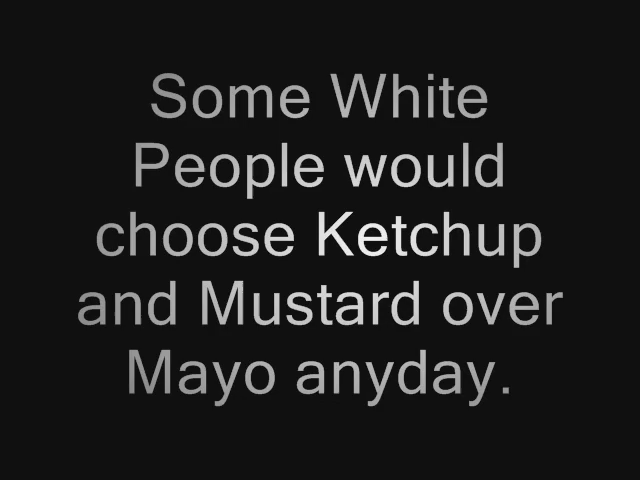 Some White
People would
choose Ketchup
and Mustard over
Mayo anyday.